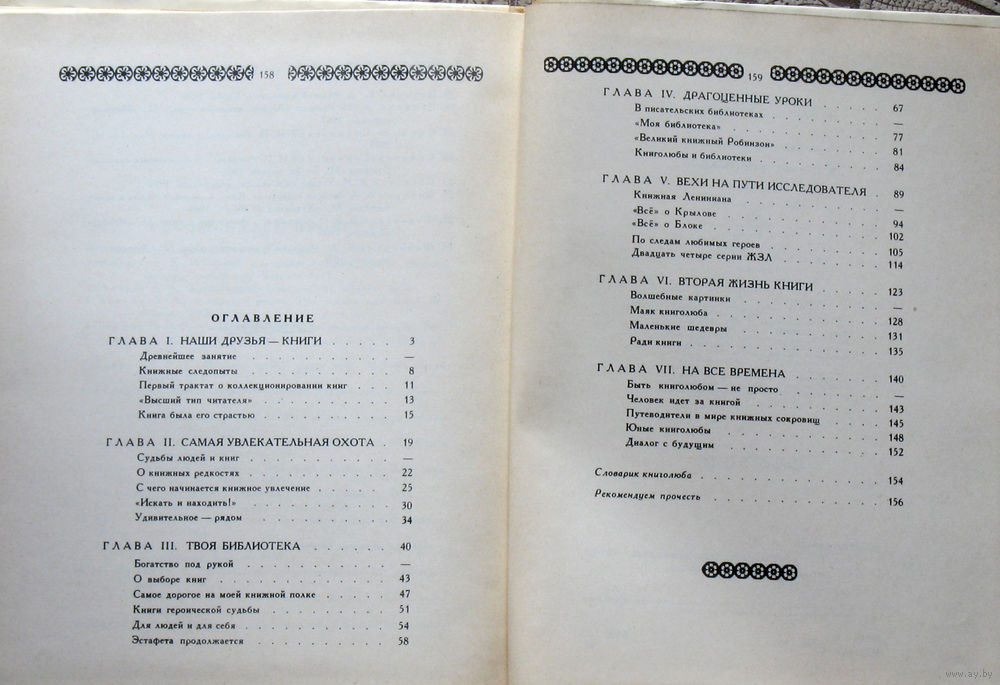 158
ОГЛАВЛЕНИЕ
ГЛАВА I. НАШИ ДРУЗЬЯ — КНИГИ . . . . . 3
Древнейшее занятие . . . . . . . . . . —
Книжные следопыты . . . . . . . . . . 8
Первый трактат о коллекционировании книг . . . 11
«Высший тип читателя» . . . . . . . . . 13
Книга была его страстью . . . . . . . . . 15
ГЛАВА II. САМАЯ УВЛЕКАТЕЛЬНАЯ ОХОТА . 19
Судьбы людей и книг . . . . . . . . . . —
О книжных редкостях . . . . . . . . . . 22
С чего начинается книжное увлечение . . . . . 25
«Искать и находить!» . . . . . . . . . . 30
Удивительное — рядом . . . . . . . . . . 34
ГЛАВА III. ТВОЯ БИБЛИОТЕКА . . . . . . 40
Богатство под рукой . . . . . . . . . . —
О выборе книг . . . . . . . . . . . 43
Самое дорогое на моей книжной полке . . . . . 47
Книги героической судьбы . . . . . . . . 51
Для людей и для себя . . . . . . . . . . 54
Эстафета продолжается . . . . . . . . . 58
159
ГЛАВА IV. ДРАГОЦЕННЫЕ УРОКИ . . . . . 67
В писательских библиотеках . . . . . . . . —
«Моя библиотека» . . . . . . . . . . 77
«Великий книжный Робинзон» . . . . . . . 81
Книголюбы и библиотеки . . . . . . . . . 84
ГЛАВА V. ВЕХИ НА ПУТИ ИССЛЕДОВАТЕЛЯ . 89
Книжная Лениниана . . . . . . . . . . —
«Всё» о Крылове . . . . . . . . . . . 94
«Всё» о Блоке . . . . . . . . . . . 102
По следам любимых героев . . . . . . . . 105
Двадцать четыре серии ЖЗЛ . . . . . . . 114
ГЛАВА VI. ВТОРАЯ ЖИЗНЬ КНИГИ . . . . . 123
Волшебные картинки . . . . . . . . . . —
Маяк книголюба . . . . . . . . . . . 128
Маленькие шедевры . . . . . . . . . . 131
Ради книги . . . . . . . . . . . . 135
ГЛАВА VII. НА ВСЕ ВРЕМЕНА . . . . . . 140
Быть книголюбом — не просто . . . . . . . —
Человек идет за книгой . . . . . . . . . 143
Путеводители в мире книжных сокровищ . . . . 145
Юные книголюбы . . . . . . . . . . . 148
Диалог с будущим . . . . . . . . . . 152
Словарик книголюба . . . . . . . . . . . 154
Рекомендуем прочесть . . . . . . . . . . 156
www.ay.by